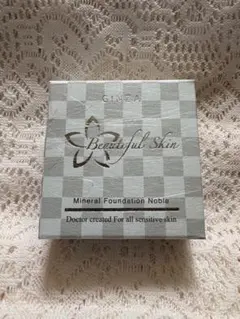 Beautiful Skin
Mineral Foundation Noble
Doctor created For all sensitive skin